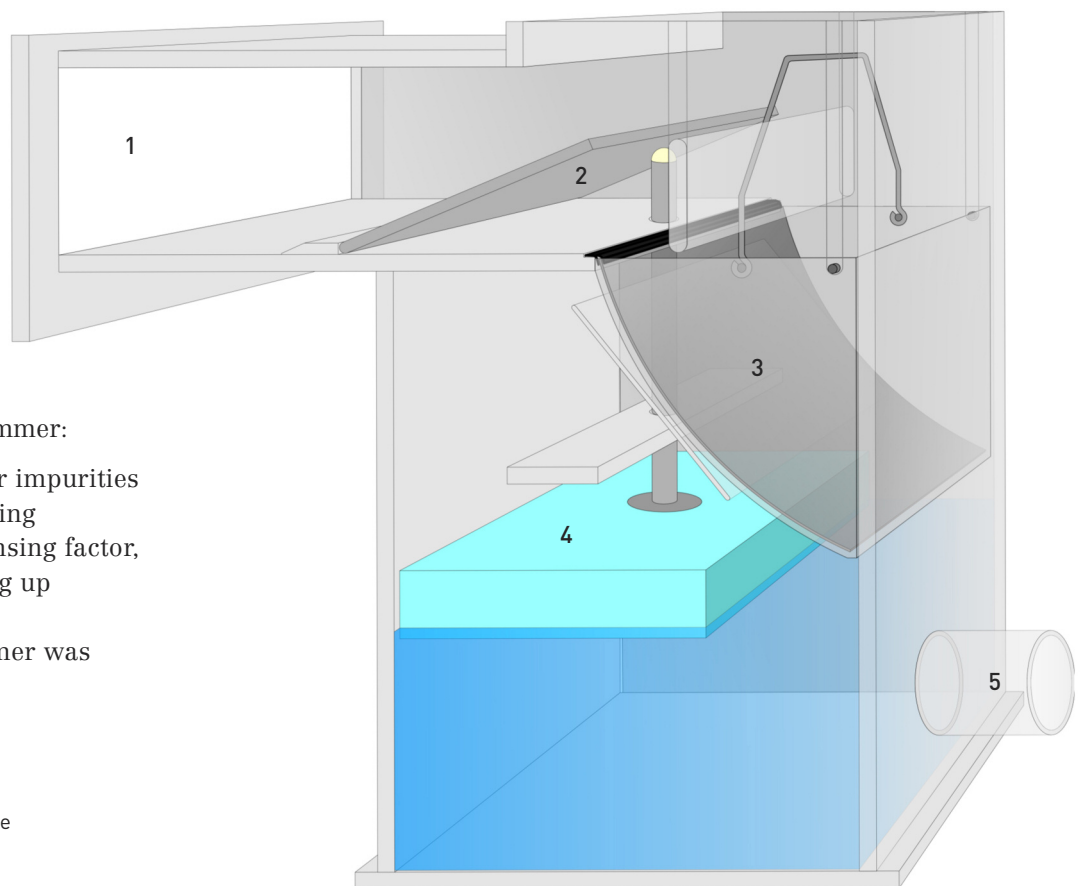 mmer:
r impurities
ing
nsing factor,
g up
ner was
e
1
2
3
4
5